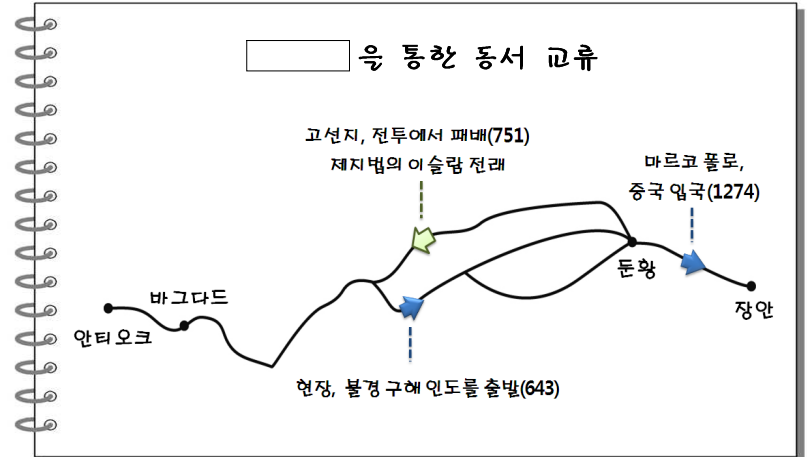 을 통한 동서 교류
고선지, 전투에서 패배(751)
제지법의 이슬람 전래
마르코 폴로,
중국 입국(1274)
둔황
바그다드
장안
안티오크
현장, 불경 구해 인도를 출발(643)